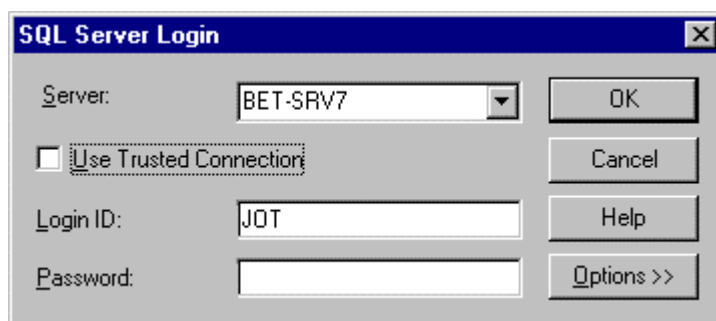 SQL Server Login
Server: BET-SRV7 OK
Use Trusted Connection Cancel
Login ID: JOT Help
Password: Options >>